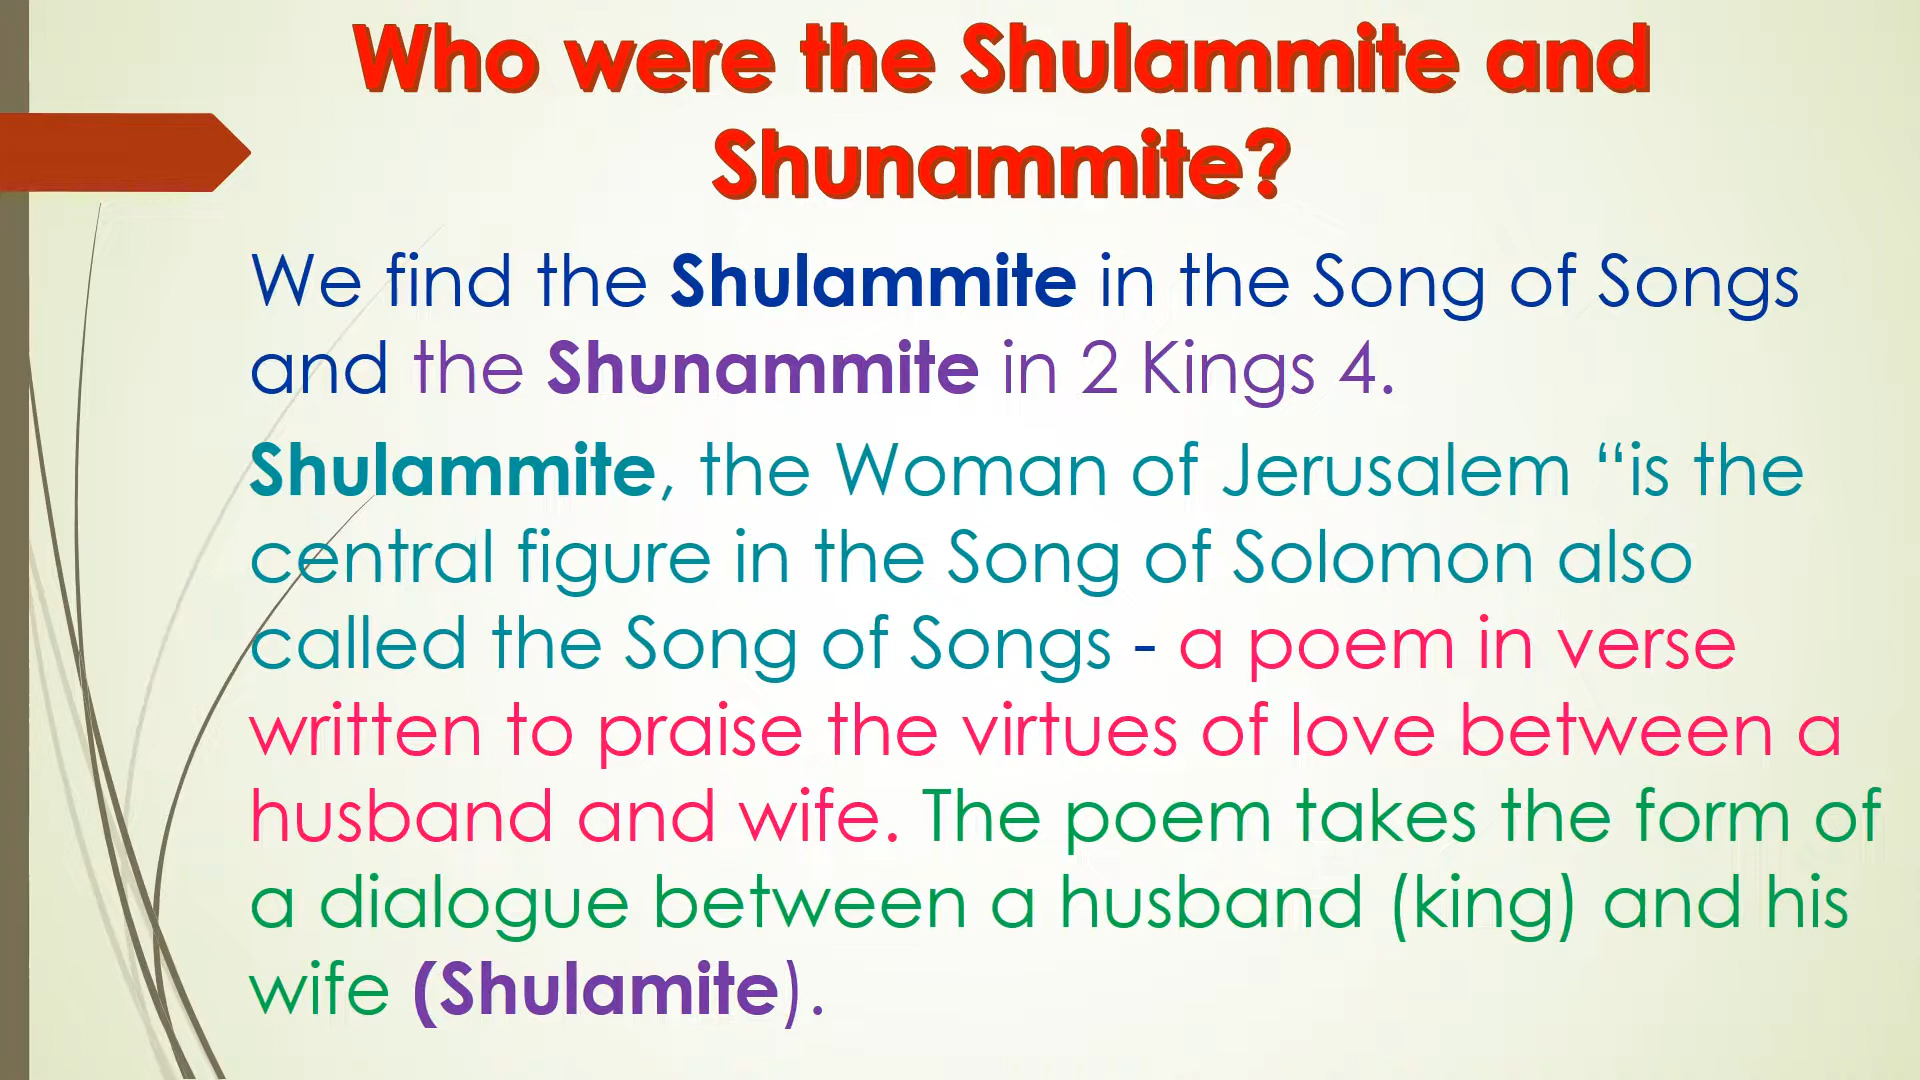 Who were the Shulammite and
Shunammite?
We find the Shulammite in the Song of Songs
and the Shunammite in 2 Kings 4.
Shulammite, the Woman of Jerusalem “is the
central figure in the Song of Solomon also
called the Song of Songs - a poem in verse
written to praise the virtues of love between a
husband and wife. The poem takes the form of
a dialogue between a husband (king) and his
wife (Shulamite).